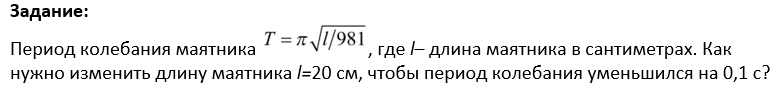 Задание:
Период колебания маятника T = π√l/981, где l– длина маятника в сантиметрах. Как
нужно изменить длину маятника l=20 см, чтобы период колебания уменьшился на 0,1 с?